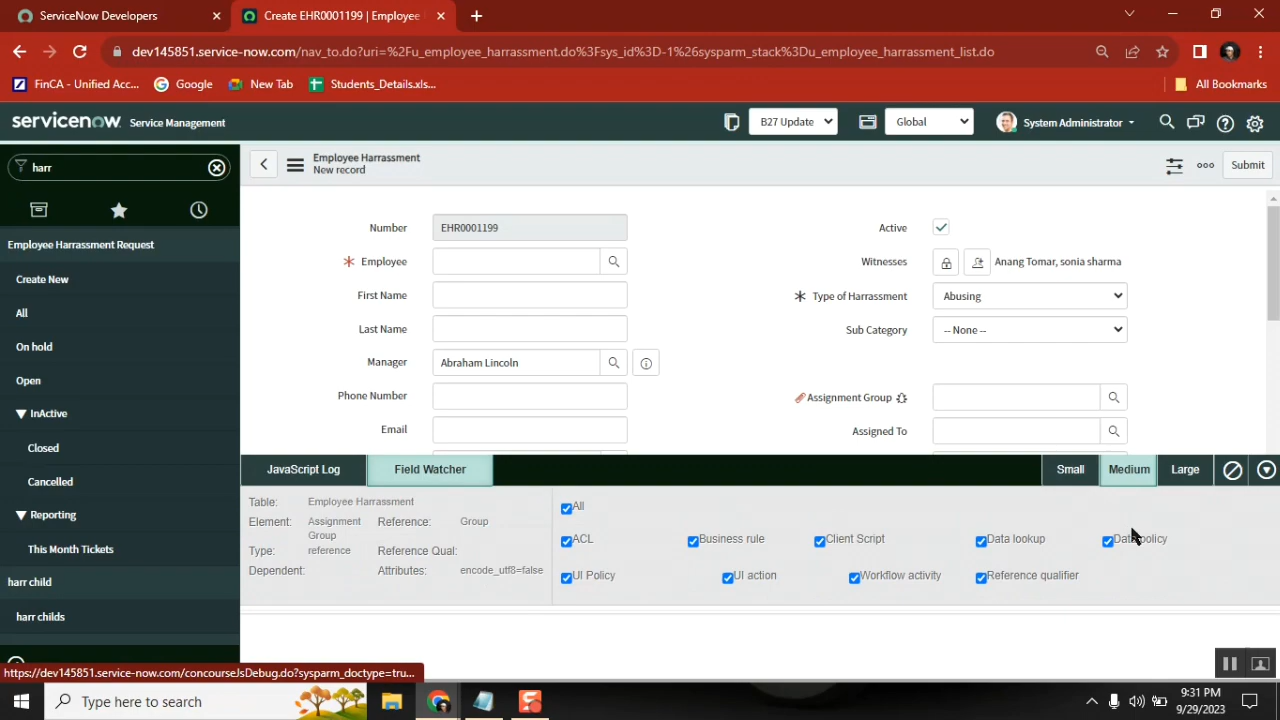 ServiceNow Developers
Create EHR0001199 | Employee
dev145851.service-now.com/nav_to.do?uri=%2Fu_employee_harrassment.do%3Fsys_id%3D-1%26sysparm_stack%3Du_employee_harrassment_list.do
FinCA - Unified Acc...
Google
New Tab
Students_Details.xls...
All Bookmarks
servicenow. Service Management
B27 Update
Global
System Administrator
harr
Employee Harrassment
New record
Submit
Employee Harrassment Request
Create New
All
On hold
Open
InActive
Closed
Cancelled
Reporting
This Month Tickets
harr child
harr childs
Number
EHR0001199
Employee
First Name
Last Name
Manager
Abraham Lincoln
Phone Number
Email
Active
Witnesses
Anang Tomar, sonia sharma
Type of Harrassment
Abusing
Sub Category
-- None --
Assignment Group
Assigned To
JavaScript Log
Field Watcher
Small
Medium
Large
Table: Employee Harrassment
Element: Assignment Group Reference: Group
Type: reference Reference Qual:
Dependent: Attributes: encode_utf8=false
All
ACL
Business rule
Client Script
Data lookup
Data policy
UI Policy
UI action
Workflow activity
Reference qualifier
https://dev145851.service-now.com/concourseJsDebug.do?sysparm_doctype=tru...
Type here to search
9:31 PM
9/29/2023